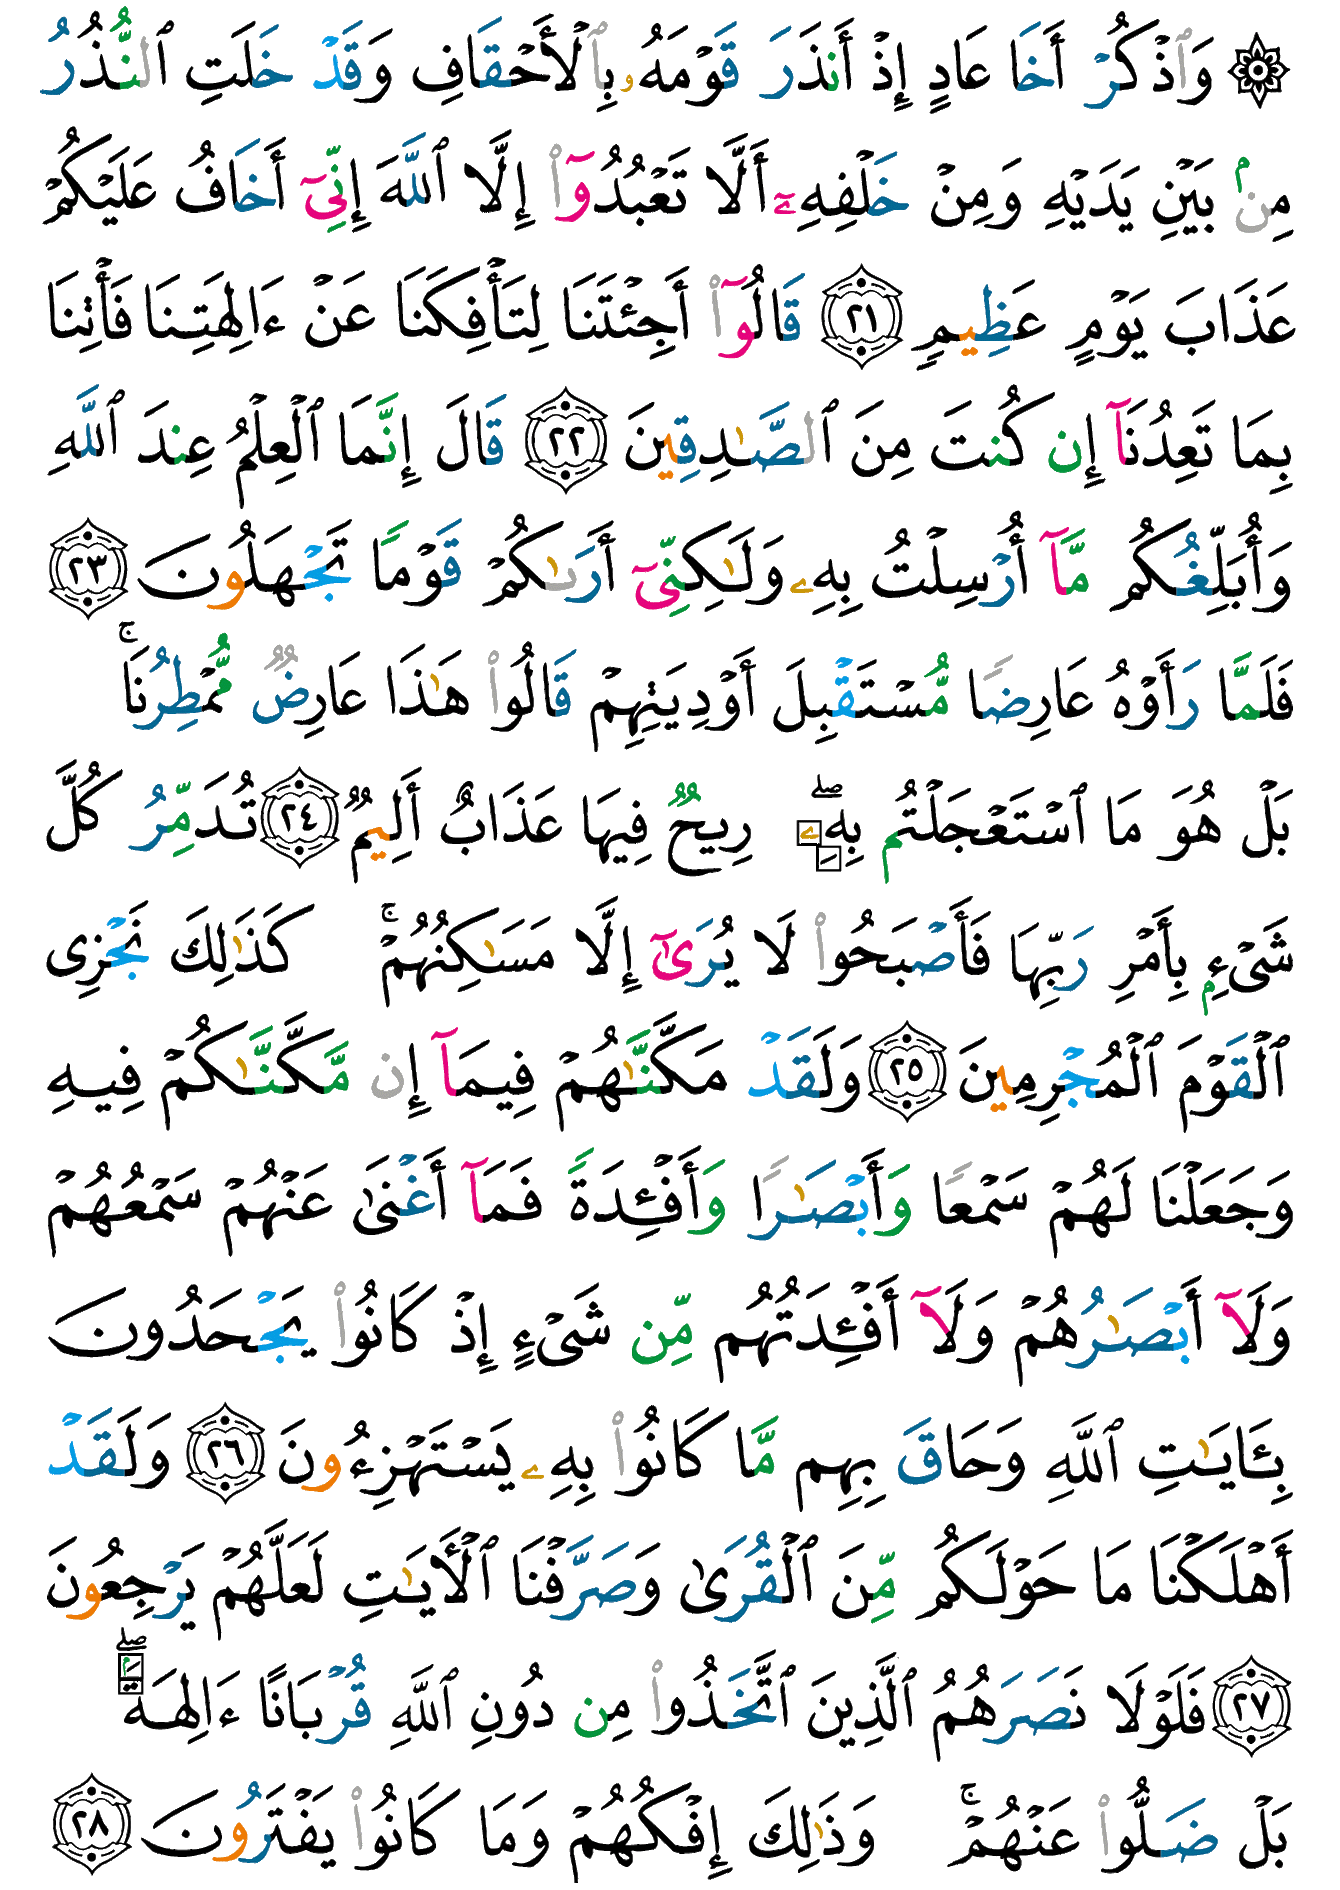 ۞ وَٱذۡكُرۡ أَخَا عَادٍ إِذۡ أَنذَرَ قَوۡمَهُۥ بِٱلۡأَحۡقَافِ وَقَدۡ خَلَتِ ٱلنُّذُرُ
مِنۢ بَيۡنِ يَدَيۡهِ وَمِنۡ خَلۡفِهِۦٓ أَلَّا تَعۡبُدُوٓاْ إِلَّا ٱللَّهَ إِنِّيٓ أَخَافُ عَلَيۡكُمۡ
عَذَابَ يَوۡمٍ عَظِيمٖ ٢١ قَالُوٓاْ أَجِئۡتَنَا لِتَأۡفِكَنَا عَنۡ ءَالِهَتِنَا فَأۡتِنَا
بِمَا تَعِدُنَآ إِن كُنتَ مِنَ ٱلصَّـٰدِقِينَ ٢٢ قَالَ إِنَّمَا ٱلۡعِلۡمُ عِندَ ٱللَّهِ
وَأُبَلِّغُكُم مَّآ أُرۡسِلۡتُ بِهِۦ وَلَـٰكِنِّيٓ أَرَىٰكُمۡ قَوۡمٗا تَجۡهَلُونَ ٢٣
فَلَمَّا رَأَوۡهُ عَارِضٗا مُّسۡتَقۡبِلَ أَوۡدِيَتِهِمۡ قَالُواْ هَـٰذَا عَارِضٞ مُّمۡطِرُنَاۚ
بَلۡ هُوَ مَا ٱسۡتَعۡجَلۡتُم بِهِۦۖ رِيحٞ فِيهَا عَذَابٌ أَلِيمٞ ٢٤ تُدَمِّرُ كُلَّ
شَيۡءِۭ بِأَمۡرِ رَبِّهَا فَأَصۡبَحُواْ لَا يُرَىٰٓ إِلَّا مَسَـٰكِنُهُمۡۚ كَذَٰلِكَ نَجۡزِي
ٱلۡقَوۡمَ ٱلۡمُجۡرِمِينَ ٢٥ وَلَقَدۡ مَكَّنَّـٰهُمۡ فِيمَآ إِن مَّكَّنَّـٰكُمۡ فِيهِ
وَجَعَلۡنَا لَهُمۡ سَمۡعٗا وَأَبۡصَـٰرٗا وَأَفۡـِٔدَةٗ فَمَآ أَغۡنَىٰ عَنۡهُمۡ سَمۡعُهُمۡ
وَلَآ أَبۡصَـٰرُهُمۡ وَلَآ أَفۡـِٔدَتُهُم مِّن شَيۡءٍ إِذۡ كَانُواْ يَجۡحَدُونَ
بِـَٔايَـٰتِ ٱللَّهِ وَحَاقَ بِهِم مَّا كَانُواْ بِهِۦ يَسۡتَهۡزِءُونَ ٢٦ وَلَقَدۡ
أَهۡلَكۡنَا مَا حَوۡلَكُم مِّنَ ٱلۡقُرَىٰ وَصَرَّفۡنَا ٱلۡأٓيَـٰتِ لَعَلَّهُمۡ يَرۡجِعُونَ
٢٧ فَلَوۡلَا نَصَرَهُمُ ٱلَّذِينَ ٱتَّخَذُواْ مِن دُونِ ٱللَّهِ قُرۡبَانًا ءَالِهَةَۢۖ
بَلۡ ضَلُّواْ عَنۡهُمۡۚ وَذَٰلِكَ إِفۡكُهُمۡ وَمَا كَانُواْ يَفۡتَرُونَ ٢٨